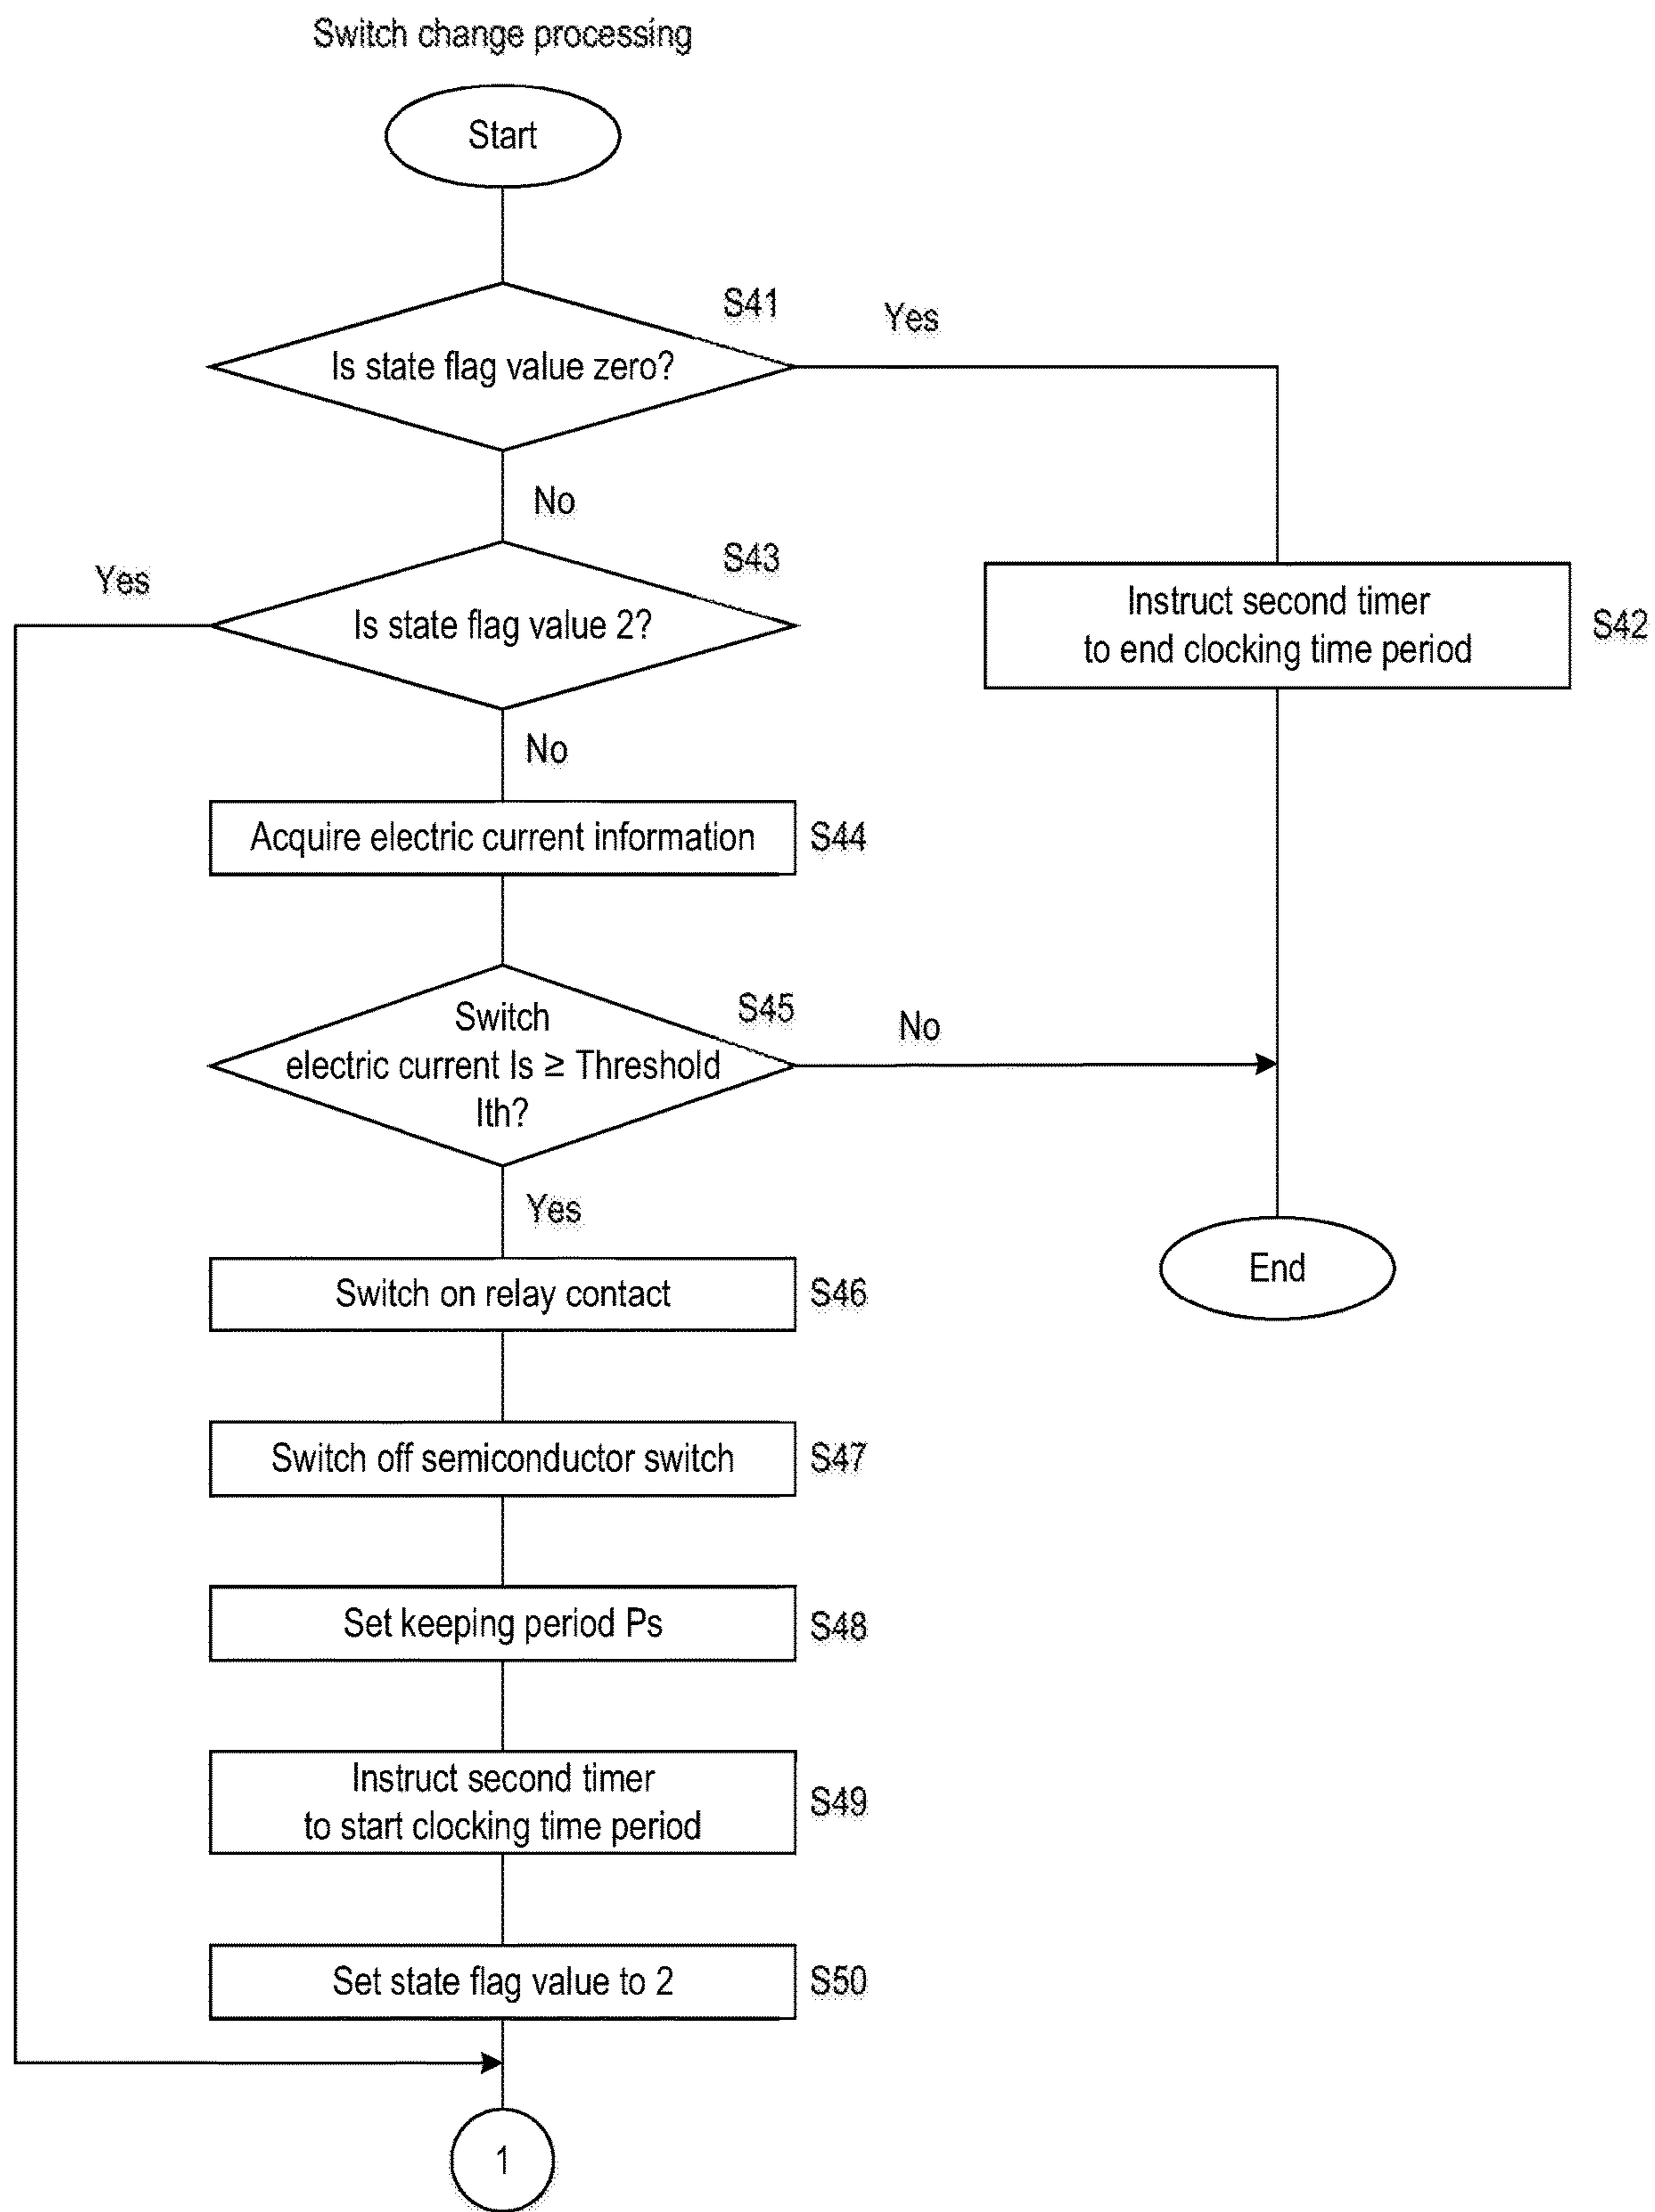 Switch change processing
Start
S41
Yes
Is state flag value zero?
No
S43
Yes
Is state flag value 2?
Instruct second timer
to end clocking time period
S42
No
Acquire electric current information
S44
S45
Switch
electric current Is ≥ Threshold
Ith?
No
Yes
End
Switch on relay contact
S46
Switch off semiconductor switch
S47
Set keeping period Ps
S48
Instruct second timer
to start clocking time period
S49
Set state flag value to 2
S50
1